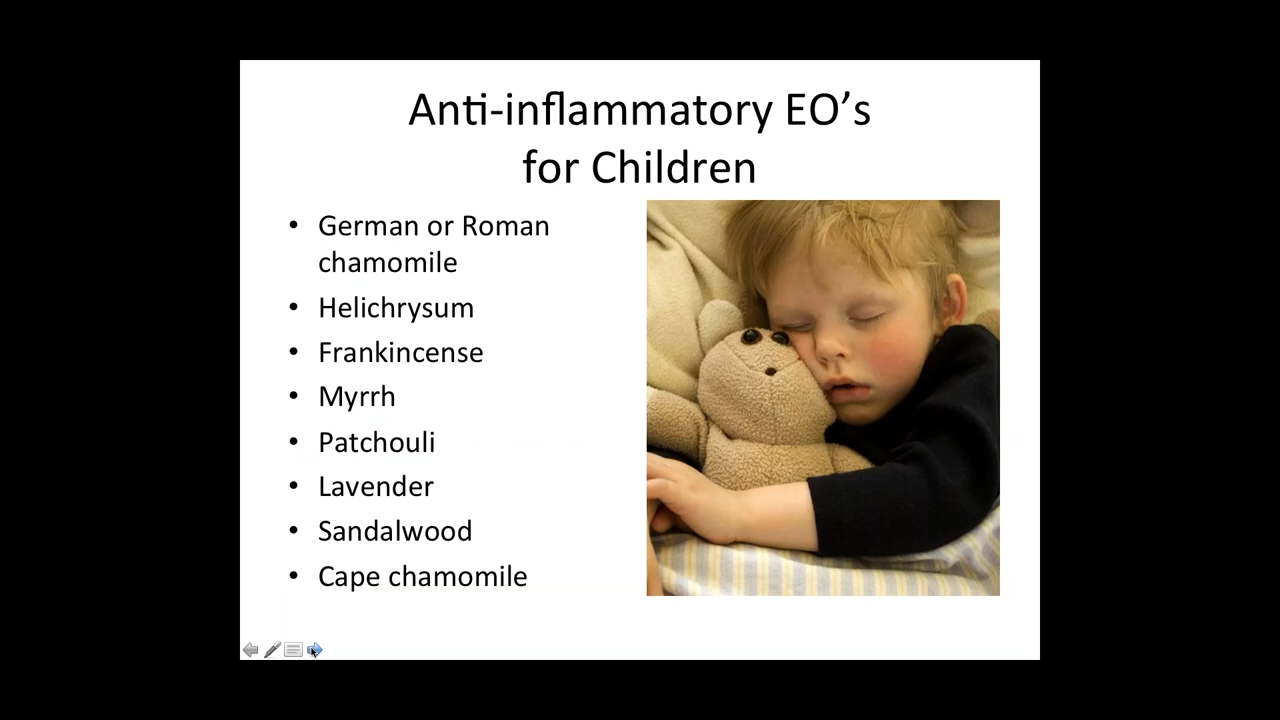 Anti-inflammatory EO’s
for Children
• German or Roman
chamomile
• Helichrysum
• Frankincense
• Myrrh
• Patchouli
• Lavender
• Sandalwood
• Cape chamomile